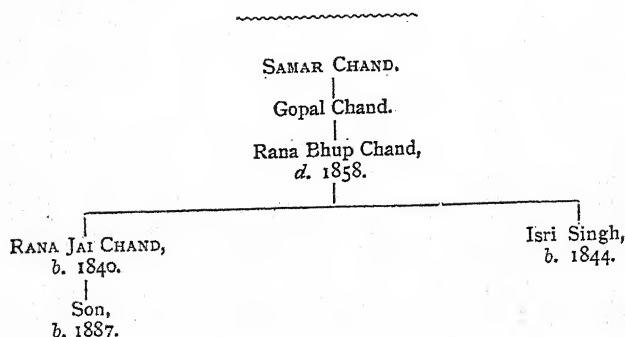 SAMAR CHAND.
Gopal Chand.
Rana Bhup Chand,
d. 1858.
RANA JAI CHAND,
b. 1840.
Isri Singh,
b. 1844.
Son,
b. 1887.